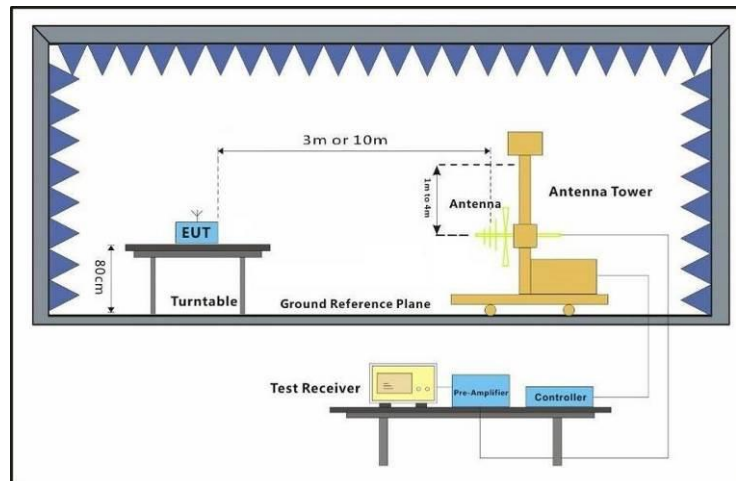 3m or 10m
1m to 4m
Antenna Tower
Antenna
EUT
80cm
Turntable
Ground Reference Plane
Test Receiver
Pre-Amplifier
Controller